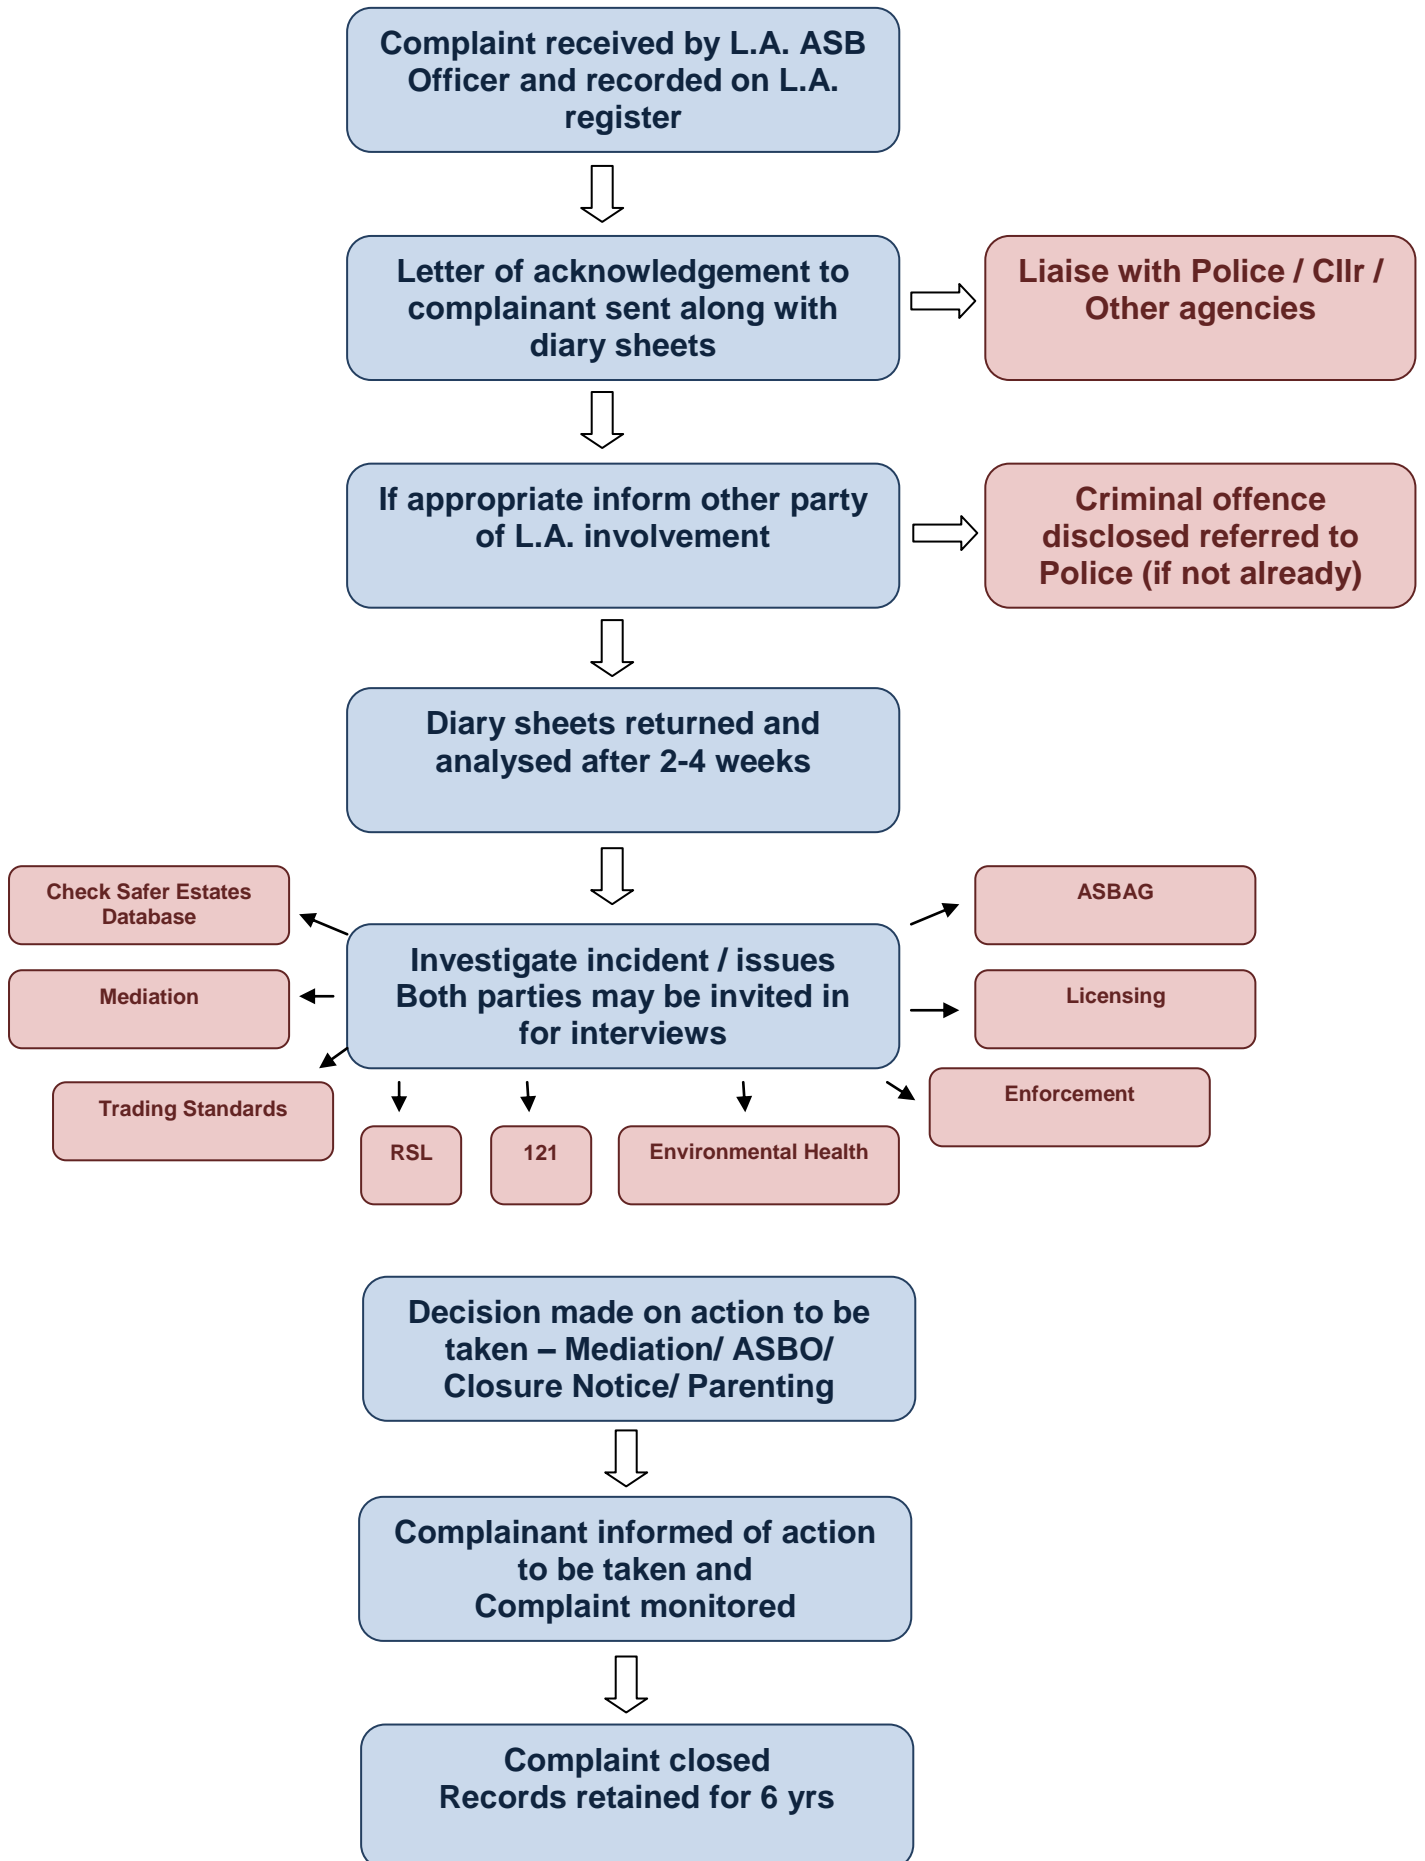 Complaint received by L.A. ASB
Officer and recorded on L.A.
register
Letter of acknowledgement to
complainant sent along with
diary sheets
Liaise with Police / Cllr /
Other agencies
If appropriate inform other party
of L.A. involvement
Criminal offence
disclosed referred to
Police (if not already)
Diary sheets returned and
analysed after 2-4 weeks
Check Safer Estates
Database
ASBAG
Investigate incident / issues
Both parties may be invited in
for interviews
Mediation
Licensing
Trading Standards
Enforcement
RSL
121
Environmental Health
Decision made on action to be
taken – Mediation/ ASBO/
Closure Notice/ Parenting
Complainant informed of action
to be taken and
Complaint monitored
Complaint closed
Records retained for 6 yrs